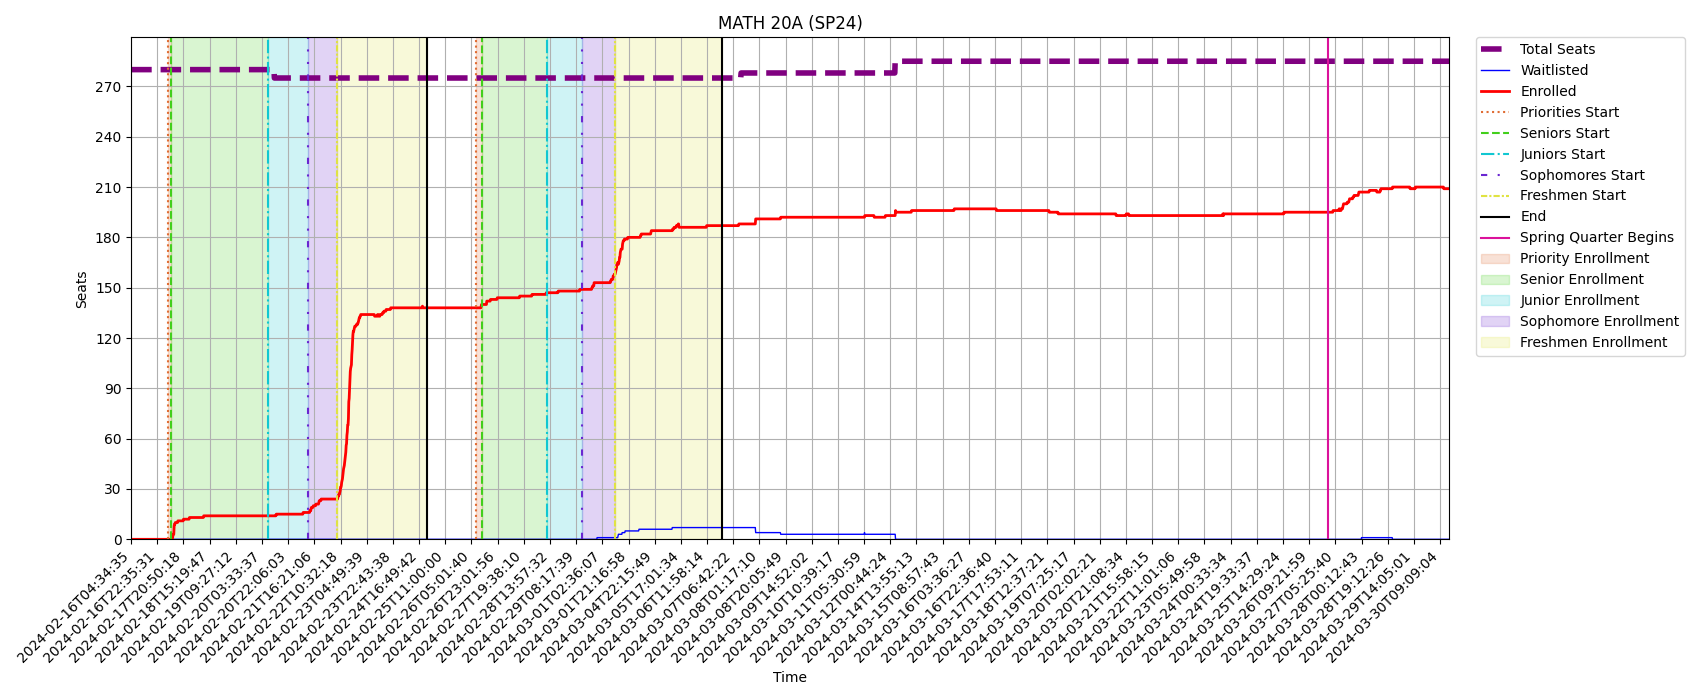 MATH 20A (SP24)
Seats
270
240
210
180
150
120
90
60
30
0
2024-02-16T04:34:35
2024-02-16T22:35:31
2024-02-17T20:50:18
2024-02-18T15:19:47
2024-02-19T09:27:12
2024-02-20T03:33:37
2024-02-20T22:06:03
2024-02-21T16:21:06
2024-02-22T10:32:18
2024-02-23T04:49:39
2024-02-23T22:43:38
2024-02-24T16:49:42
2024-02-25T11:00:00
2024-02-26T05:01:40
2024-02-26T23:01:56
2024-02-27T19:38:10
2024-02-28T13:57:32
2024-02-29T08:17:39
2024-03-01T02:36:07
2024-03-01T21:16:58
2024-03-04T22:15:49
2024-03-05T17:01:34
2024-03-06T11:58:14
2024-03-07T06:42:22
2024-03-08T01:17:10
2024-03-08T20:05:49
2024-03-09T14:52:02
2024-03-10T10:39:17
2024-03-11T05:30:59
2024-03-12T00:44:24
2024-03-14T13:55:13
2024-03-15T08:57:43
2024-03-16T03:36:27
2024-03-16T22:36:40
2024-03-17T17:53:11
2024-03-18T12:37:21
2024-03-19T07:25:17
2024-03-20T02:02:21
2024-03-20T21:08:34
2024-03-21T15:58:15
2024-03-22T11:01:06
2024-03-23T05:49:58
2024-03-24T00:33:34
2024-03-24T19:33:37
2024-03-25T14:29:24
2024-03-26T09:21:59
2024-03-27T05:25:40
2024-03-28T00:12:43
2024-03-28T19:12:26
2024-03-29T14:05:01
2024-03-30T09:09:04
Time
Total Seats
Waitlisted
Enrolled
Priorities Start
Seniors Start
Juniors Start
Sophomores Start
Freshmen Start
End
Spring Quarter Begins
Priority Enrollment
Senior Enrollment
Junior Enrollment
Sophomore Enrollment
Freshmen Enrollment